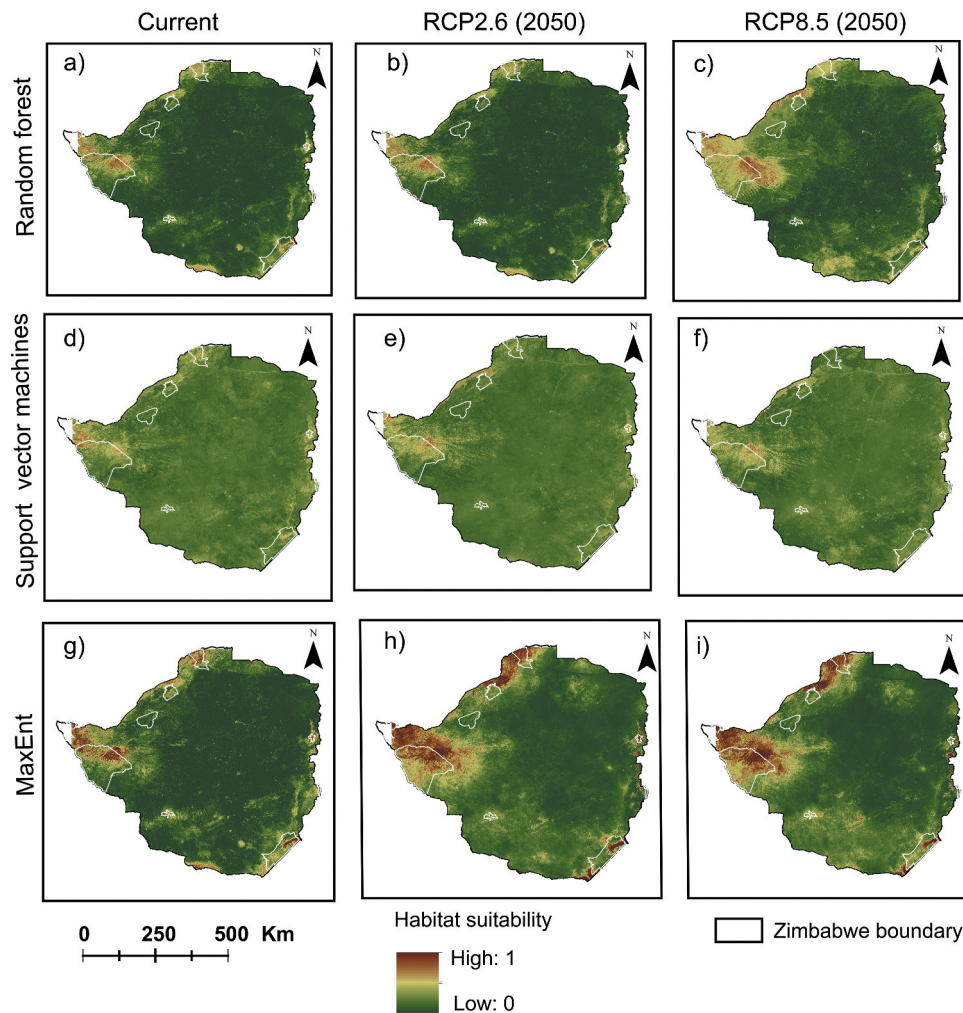 Current RCP2.6 (2050) RCP8.5 (2050)
Random forest
a) N b) N c) N
Support vector machines
d) N e) N f) N
MaxEnt
g) N h) N i) N
0 250 500 Km
Habitat suitability
High: 1
Low: 0
Zimbabwe boundary